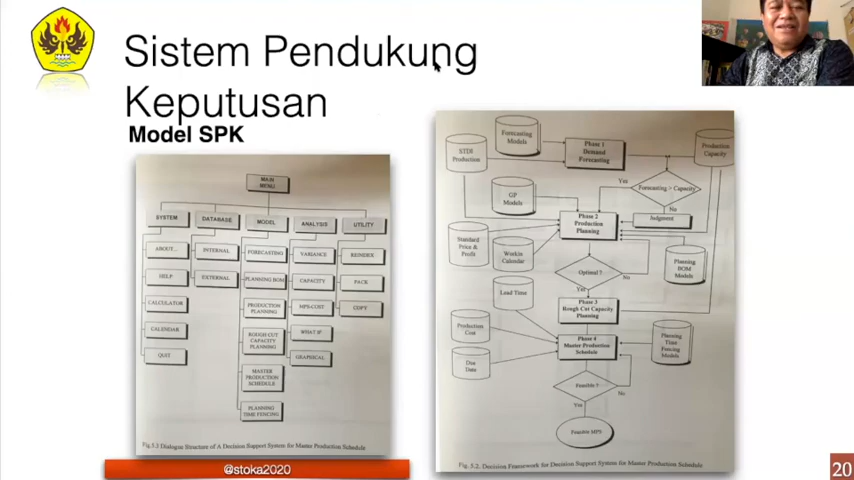 Sistem Pendukung
Keputusan
Model SPK
MAIN
MENU
SYSTEM
DATABASE
MODEL
ANALYSIS
UTILITY
ABOUT...
INTERNAL
FORECASTING
VARIANCE
REINDEX
HELP
EXTERNAL
PLANNING BOM
CAPACITY
PACK
CALCULATOR
PRODUCTION
PLANNING
MPS-COST
COPY
CALENDAR
ROUGH CUT
CAPACITY
PLANNING
WHAT IF
QUIT
GRAPHICAL
MASTER
PRODUCTION
SCHEDULE
PLANNING
TIME FENCING
Fig.5.3 Dialogue Structure of A Decision Support System for Master Production Schedule
@stoka2020
Forecasting
Models
STDI
Production
Phase 1
Demand
Forecasting
Production
Capacity
Yes
Forecasting > Capacity
No
Judgment
GP
Models
Phase 2
Production
Planning
Standard
Price &
Profit
Workin
Calendar
Planning
BOM
Models
Optimal ?
No
Yes
Lead Time
Phase 3
Rough Cut Capacity
Planning
Production
Cost
Phase 4
Master Production
Schedule
Planning
Time
Fencing
Models
Due
Date
Feasible ?
No
Yes
Feasible MPS
Fig.5.2. Decision Framework for Decision Support System for Master Production Schedule
20